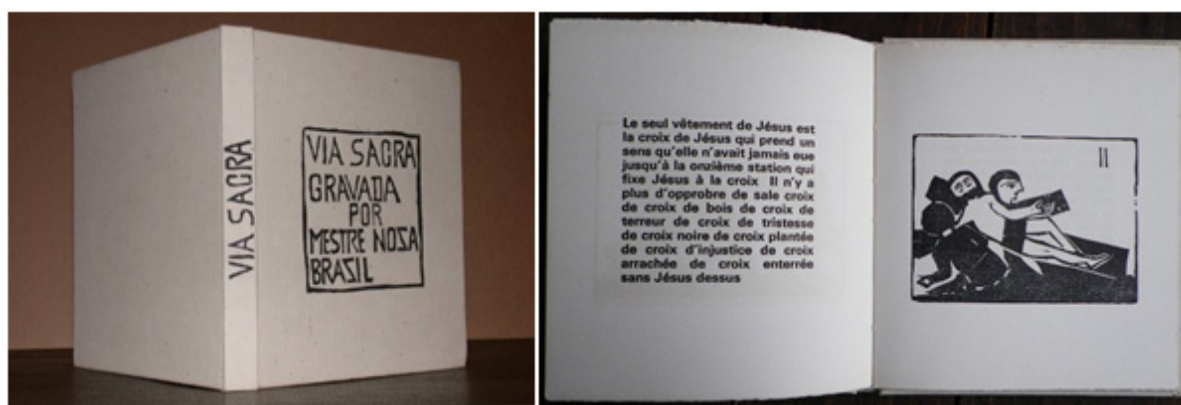 VIA SACRA
VIA SACRA
GRAVADA
POR
MESTRE NOZA
BRAZIL
Le seul vêtement de Jésus est
la croix de Jésus qui prend un
sens qu'elle n'avait jamais eue
jusqu'à la onzième station qui
fixe Jésus à la croix Il n'y a
plus d'opprobre de sale croix
de croix de bois de croix de
terreur de croix de tristesse
de croix noire de croix plantée
de croix d'injustice de croix
arrachée de croix enterrée
sans Jésus dessus
11